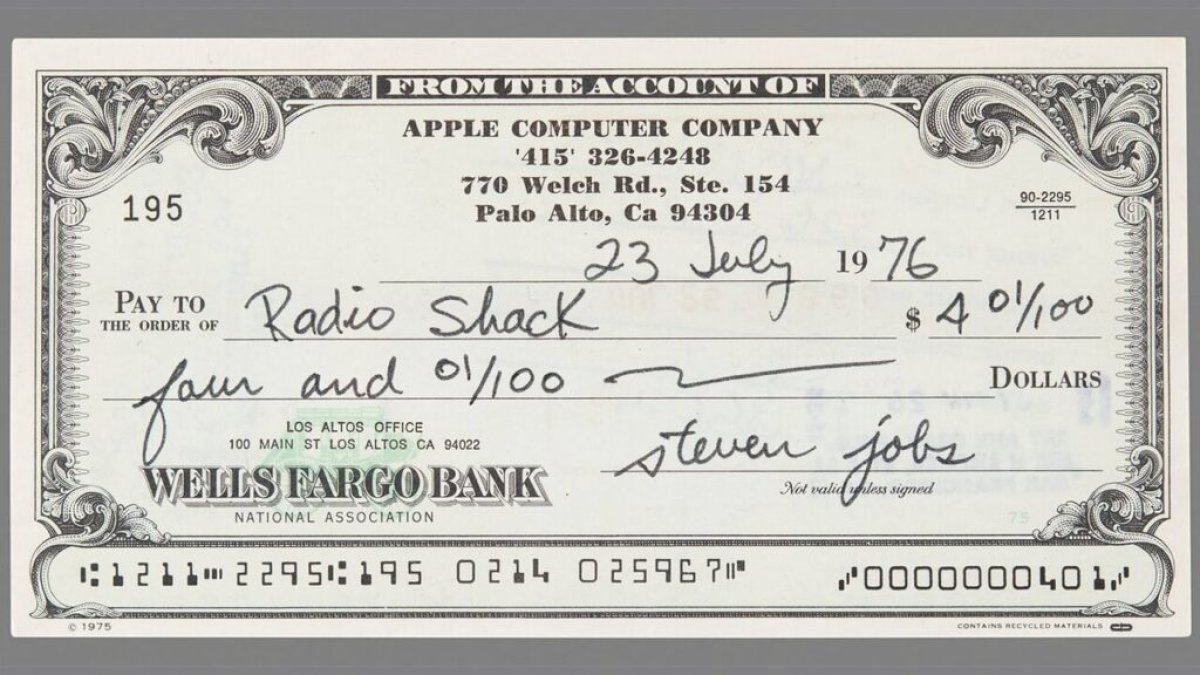 FROM THE ACCOUNT OF
APPLE COMPUTER COMPANY
'415' 326-4248
770 Welch Rd., Ste. 154
Palo Alto, Ca 94304
195
90-2295
1211
23 July 19 76
PAY TO
THE ORDER OF Radio Shack $ 4 01/100
four and 01/100 DOLLARS
LOS ALTOS OFFICE
100 MAIN ST LOS ALTOS CA 94022
WELLS FARGO BANK
NATIONAL ASSOCIATION
steven jobs
Not valid unless signed
75
⑆1211⑉2295⑆195 0214 025967⑈ ⑇0000000401⑇
© 1975
CONTAINS RECYCLED MATERIALS